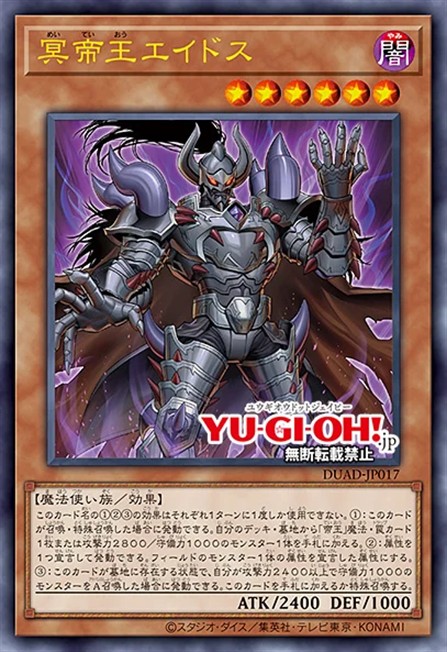 めいていおう
冥帝王エイドス
やみ
闇
ユウギオウドットジェイピー
YU-GI-OH!.jp
無断転載禁止
DUAD-JP017
[魔法使い族/効果]
このカード名の①②③の効果はそれぞれ1ターンに1度しか使用できない。①:このカー
ドが召喚・特殊召喚した場合に発動できる。自分のデッキ・墓地から「帝王」魔法・罠カード
1枚または攻撃力2800/守備力1000のモンスター1体を手札に加える。②:属性を
1つ宣言して発動できる。フィールドのモンスター1体の属性を宣言した属性にする。
③:このカードが墓地に存在する状態で、自分が攻撃力2400以上で守備力1000の
モンスターをA召喚した場合に発動できる。このカードを手札に加えるか特殊召喚する。
ATK/2400 DEF/1000
©スタジオ・ダイス/集英社・テレビ東京・KONAMI